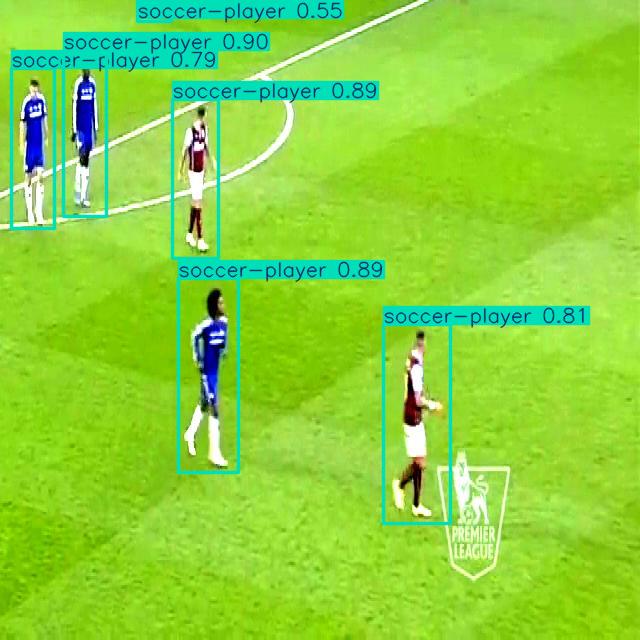 soccer-player 0.55
soccer-player 0.90
soccer-player 0.79
soccer-player 0.89
soccer-player 0.89
soccer-player 0.81
PREMIER
LEAGUE